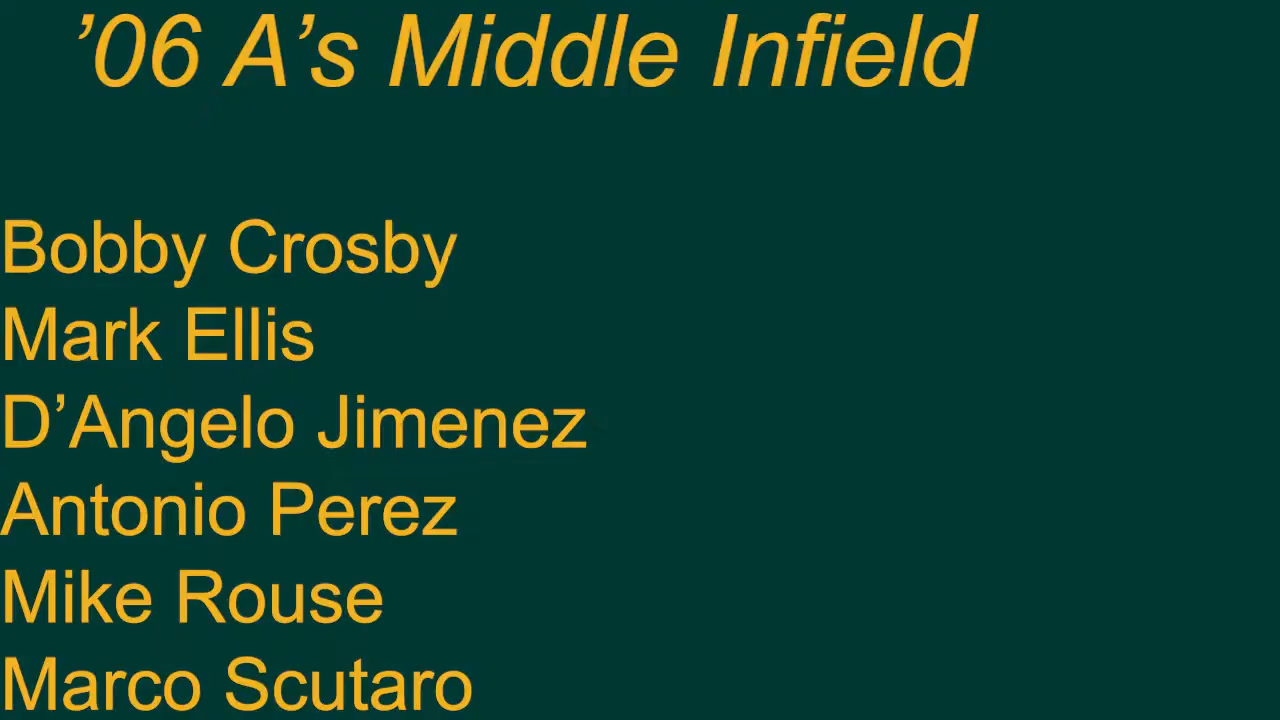 ’06 A’s Middle Infield
Bobby Crosby
Mark Ellis
D’Angelo Jimenez
Antonio Perez
Mike Rouse
Marco Scutaro